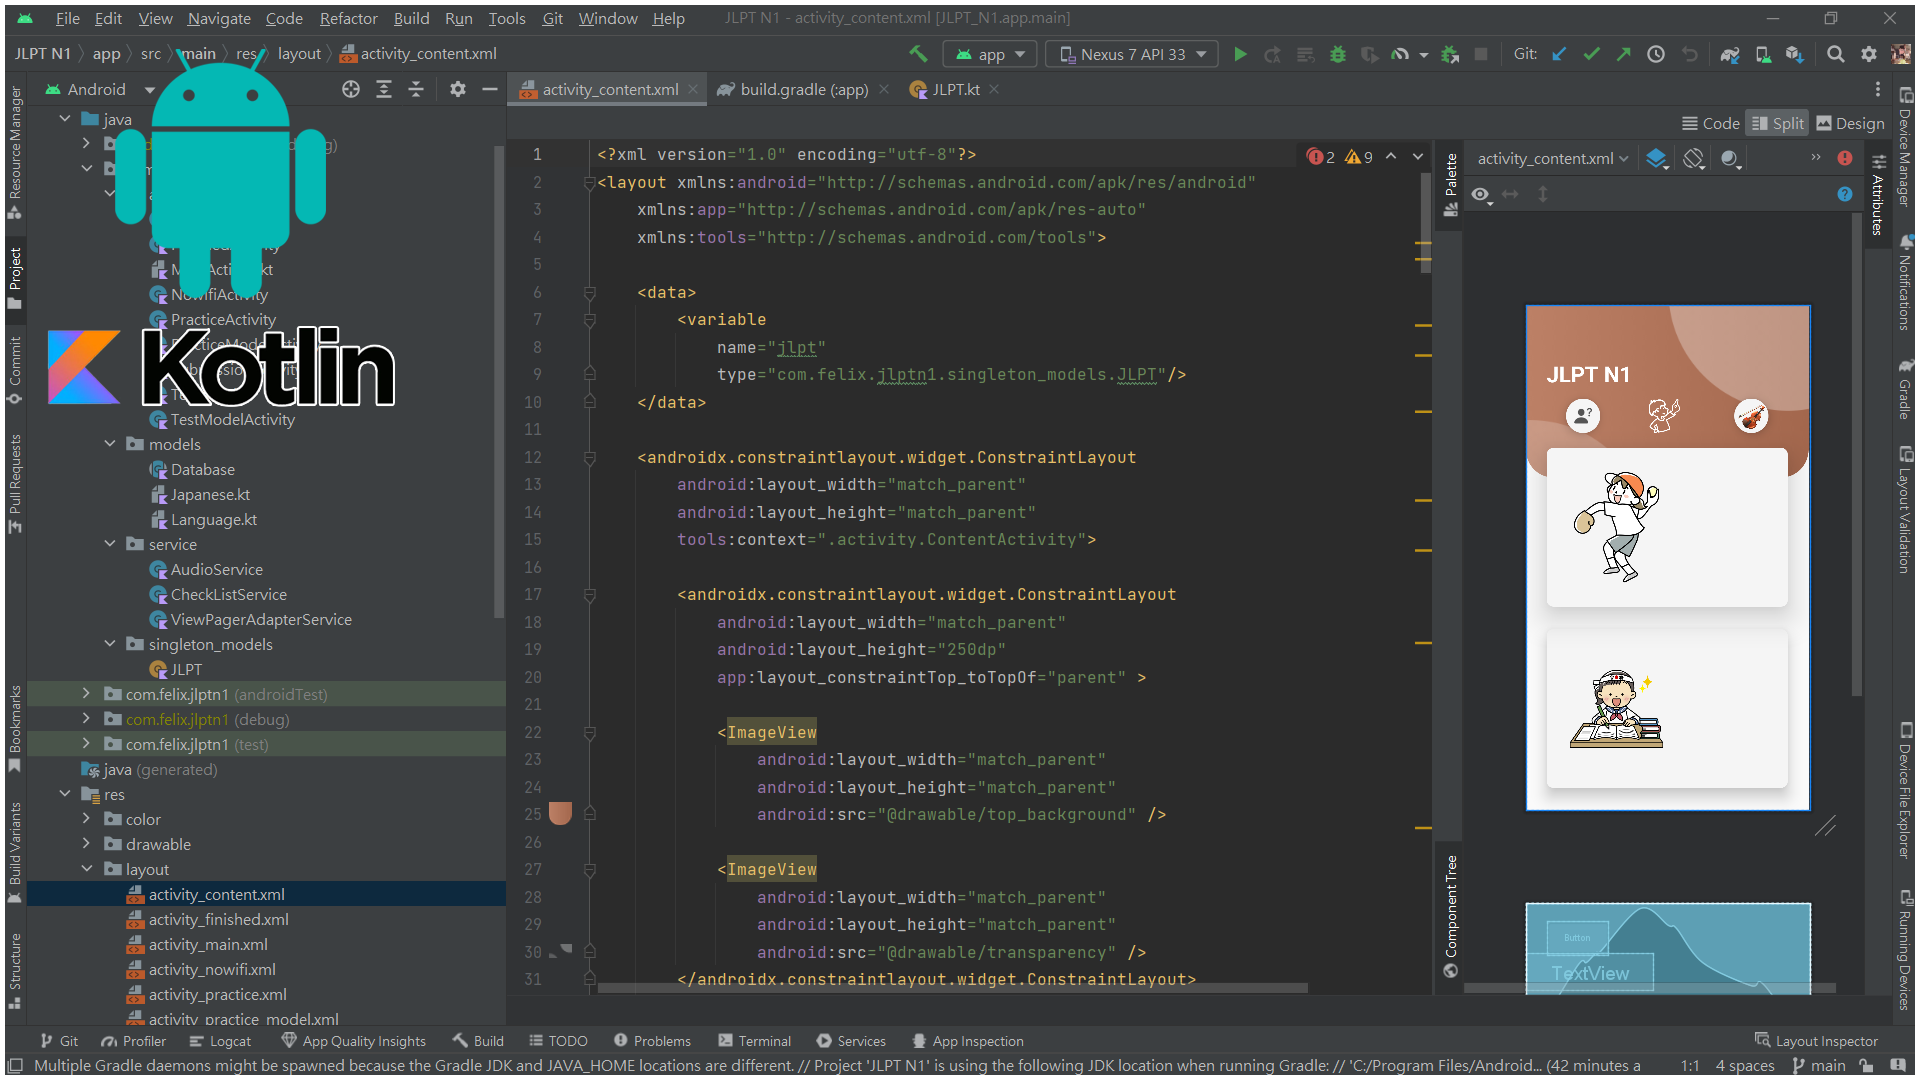 File Edit View Navigate Code Refactor Build Run Tools Git Window Help JLPT N1 - activity_content.xml [JLPT_N1.app.main]
JLPT N1 app src main res layout activity_content.xml app Nexus 7 API 33 Git:
Android activity_content.xml build.gradle (:app) JLPT.kt
Code Split Design
Resource Manager
Project
Commit
Pull Requests
Bookmarks
Build Variants
Structure
java
NowifiActivity
PracticeActivity
Kotlin
TestModelActivity
models
Database
Japanese.kt
Language.kt
service
AudioService
CheckListService
ViewPagerAdapterService
singleton_models
JLPT
com.felix.jlptn1 (androidTest)
com.felix.jlptn1 (debug)
com.felix.jlptn1 (test)
java (generated)
res
color
drawable
layout
activity_content.xml
activity_finished.xml
activity_main.xml
activity_nowifi.xml
activity_practice.xml
activity_practice_model.xml
1 <?xml version="1.0" encoding="utf-8"?>
2 <layout xmlns:android="http://schemas.android.com/apk/res/android"
3 xmlns:app="http://schemas.android.com/apk/res-auto"
4 xmlns:tools="http://schemas.android.com/tools">
5
6 <data>
7 <variable
8 name="jlpt"
9 type="com.felix.jlptn1.singleton_models.JLPT"/>
10 </data>
11
12 <androidx.constraintlayout.widget.ConstraintLayout
13 android:layout_width="match_parent"
14 android:layout_height="match_parent"
15 tools:context=".activity.ContentActivity">
16
17 <androidx.constraintlayout.widget.ConstraintLayout
18 android:layout_width="match_parent"
19 android:layout_height="250dp"
20 app:layout_constraintTop_toTopOf="parent" >
21
22 <ImageView
23 android:layout_width="match_parent"
24 android:layout_height="match_parent"
25 android:src="@drawable/top_background" />
26
27 <ImageView
28 android:layout_width="match_parent"
29 android:layout_height="match_parent"
30 android:src="@drawable/transparency" />
31 </androidx.constraintlayout.widget.ConstraintLayout>
2 9
Palette
Component Tree
activity_content.xml
JLPT N1
Button
TextView
Attributes
Device Manager
Notifications
Gradle
Layout Validation
Device File Explorer
Running Devices
Git Profiler Logcat App Quality Insights Build TODO Problems Terminal Services App Inspection Layout Inspector
Multiple Gradle daemons might be spawned because the Gradle JDK and JAVA_HOME locations are different. // Project 'JLPT N1' is using the following JDK location when running Gradle: // 'C:/Program Files/Android... (42 minutes a 1:1 4 spaces main